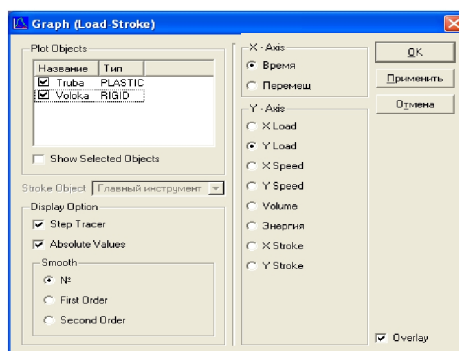 Graph (Load-Stroke)
Plot Objects
Название Тип
Truba PLASTIC
Voloka RIGID
Show Selected Objects
Stroke Object Главный инструмент
Display Option
Step Tracer
Absolute Values
Smooth
№
First Order
Second Order
X - Axis
Время
Перемещ
Y - Axis
X Load
Y Load
X Speed
Y Speed
Volume
Энергия
X Stroke
Y Stroke
OK
Применить
Отмена
Overlay